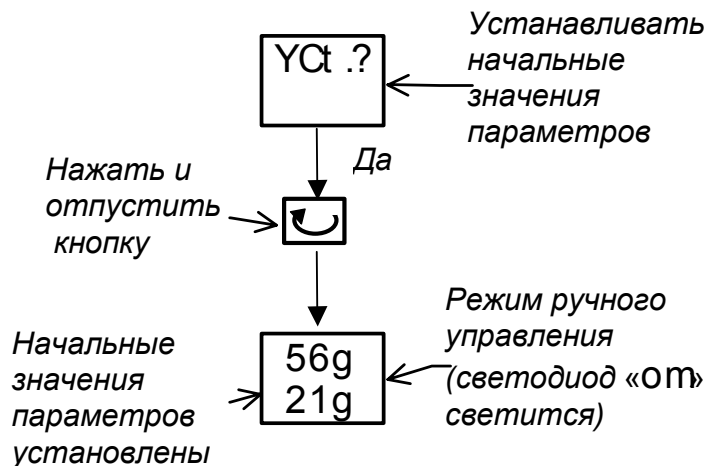 YCt .?
Устанавливать
начальные
значения
параметров
Да
Нажать и
отпустить
кнопку
56g
21g
Режим ручного
управления
(светодиод «om»
светится)
Начальные
значения
параметров
установлены